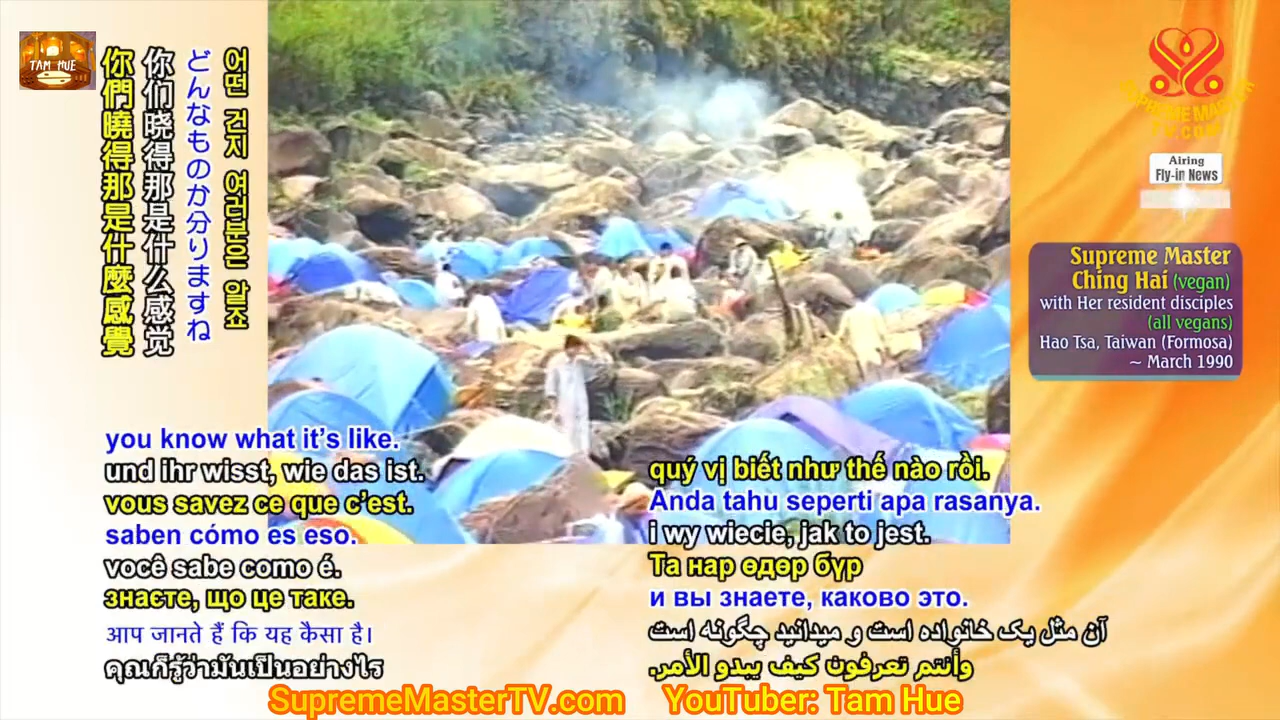 TAM HUE
你們曉得那是什麼感覺
你们晓得那是什么感觉
どんなものか分りますね
어떤 건지 여러분은 알죠
SUPREME MASTER
TV.COM
Airing
Fly-in News
Supreme Master
Ching Hai (vegan)
with Her resident disciples
(all vegans)
Hao Tsa, Taiwan (Formosa)
~ March 1990
you know what it’s like.
und ihr wisst, wie das ist.
vous savez ce que c’est.
saben cómo es eso.
você sabe como é.
знаєте, що це таке.
आप जानते हैं कि यह कैसा है।
คุณก็รู้ว่ามันเป็นอย่างไร
quý vị biết như thế nào rồi.
Anda tahu seperti apa rasanya.
i wy wiecie, jak to jest.
Та нар өдөр бүр
и вы знаете, каково это.
آن مثل یک خانواده است و میدانید چگونه است
وأنتم تعرفون كيف يبدو الأمر.
SupremeMasterTV.com YouTuber: Tam Hue